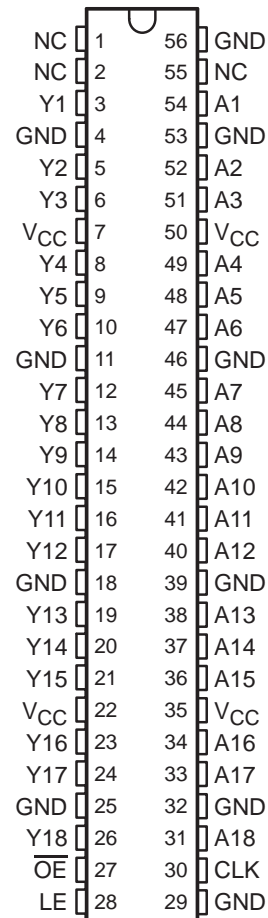 NC 1 56 GND
NC 2 55 NC
Y1 3 54 A1
GND 4 53 GND
Y2 5 52 A2
Y3 6 51 A3
VCC 7 50 VCC
Y4 8 49 A4
Y5 9 48 A5
Y6 10 47 A6
GND 11 46 GND
Y7 12 45 A7
Y8 13 44 A8
Y9 14 43 A9
Y10 15 42 A10
Y11 16 41 A11
Y12 17 40 A12
GND 18 39 GND
Y13 19 38 A13
Y14 20 37 A14
Y15 21 36 A15
VCC 22 35 VCC
Y16 23 34 A16
Y17 24 33 A17
GND 25 32 GND
Y18 26 31 A18
O̅E̅ 27 30 CLK
LE 28 29 GND